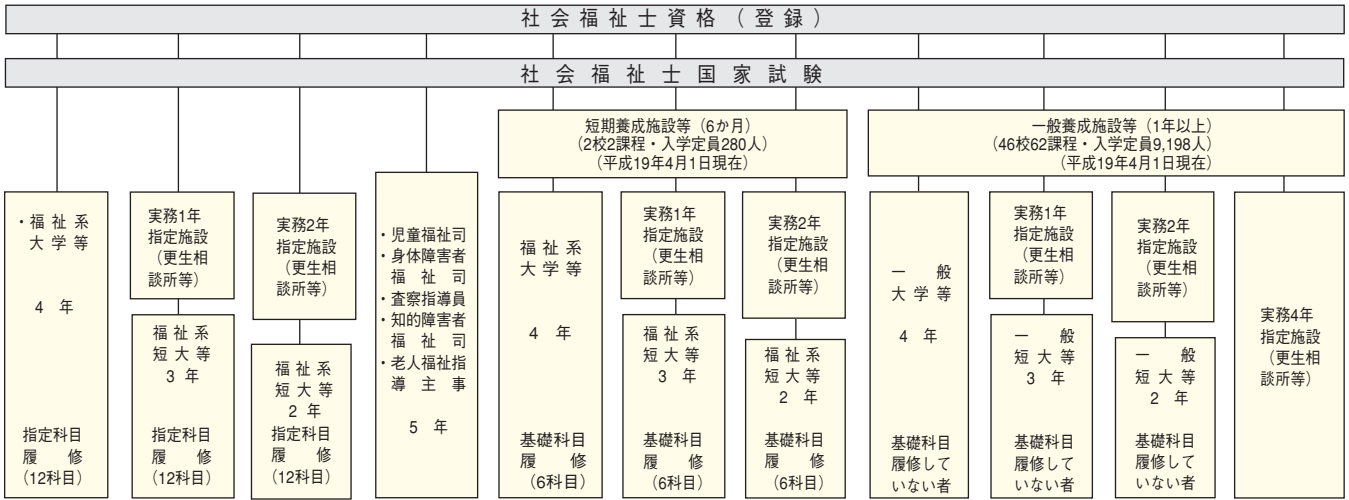 社会福祉士資格(登録)
社会福祉士国家試験
短期養成施設等(6か月)
(2校2課程・入学定員280人)
(平成19年4月1日現在)
一般養成施設等(1年以上)
(46校62課程・入学定員9,198人)
(平成19年4月1日現在)
・福祉系
大学等
4年
指定科目
履修
(12科目)
実務1年
指定施設
(更生相
談所等)
福祉系
短大等
3年
指定科目
履修
(12科目)
実務2年
指定施設
(更生相
談所等)
福祉系
短大等
2年
指定科目
履修
(12科目)
・児童福祉司
・身体障害者
福祉司
・査察指導員
・知的障害者
福祉司
・老人福祉指
導主事
5年
福祉系
大学等
4年
基礎科目
履修
(6科目)
実務1年
指定施設
(更生相
談所等)
福祉系
短大等
3年
基礎科目
履修
(6科目)
実務2年
指定施設
(更生相
談所等)
福祉系
短大等
2年
基礎科目
履修
(6科目)
一般
大学等
4年
基礎科目
履修して
いない者
実務1年
指定施設
(更生相
談所等)
一般
短大等
3年
基礎科目
履修して
いない者
実務2年
指定施設
(更生相
談所等)
一般
短大等
2年
基礎科目
履修して
いない者
実務4年
指定施設
(更生相
談所等)